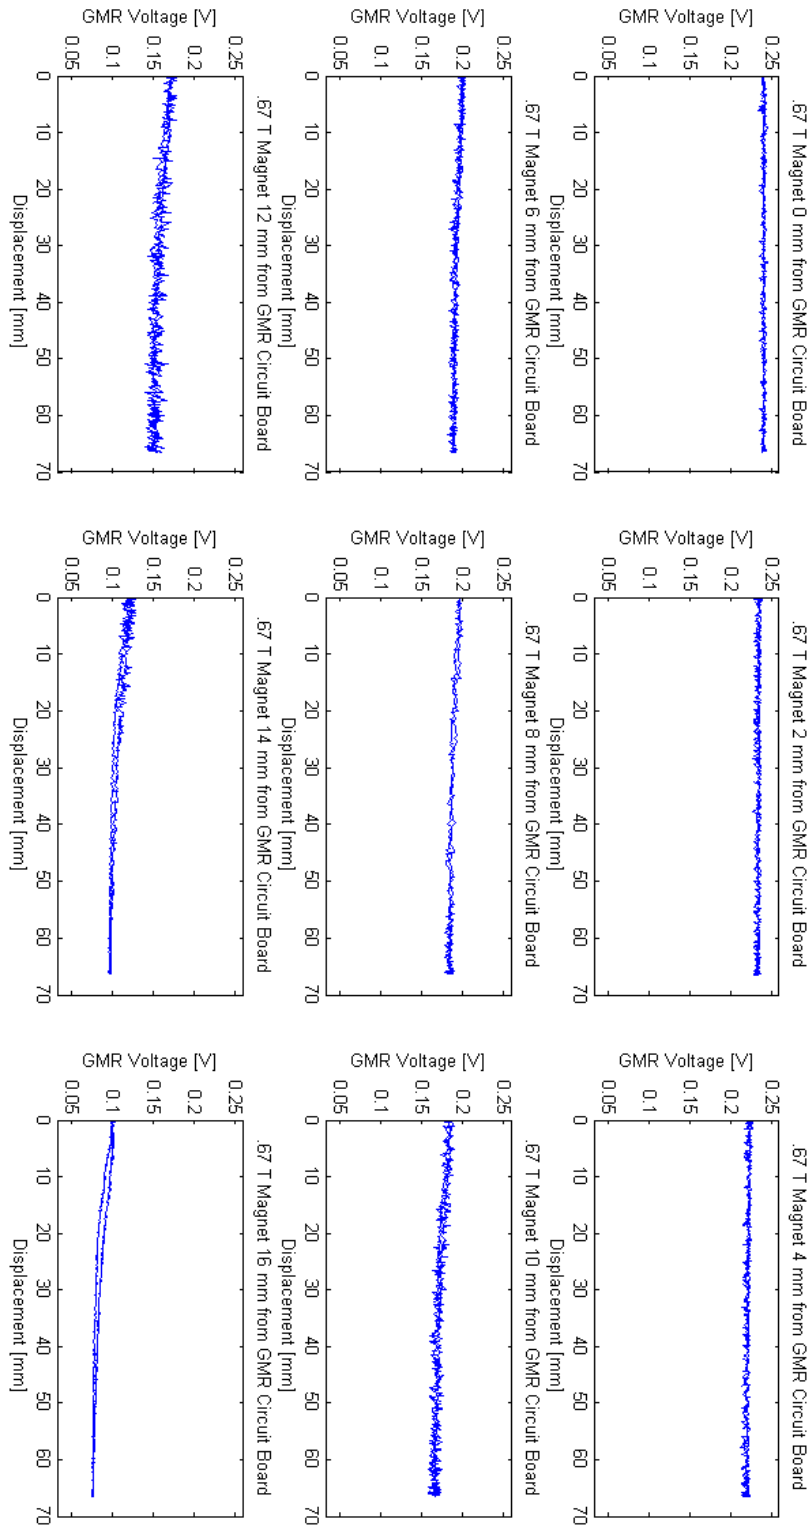 .67 T Magnet 0 mm from GMR Circuit Board
GMR Voltage [V]
0.25
0.2
0.15
0.1
0.05
0 10 20 30 40 50 60 70
Displacement [mm]
.67 T Magnet 2 mm from GMR Circuit Board
GMR Voltage [V]
0.25
0.2
0.15
0.1
0.05
0 10 20 30 40 50 60 70
Displacement [mm]
.67 T Magnet 4 mm from GMR Circuit Board
GMR Voltage [V]
0.25
0.2
0.15
0.1
0.05
0 10 20 30 40 50 60 70
Displacement [mm]
.67 T Magnet 6 mm from GMR Circuit Board
GMR Voltage [V]
0.25
0.2
0.15
0.1
0.05
0 10 20 30 40 50 60 70
Displacement [mm]
.67 T Magnet 8 mm from GMR Circuit Board
GMR Voltage [V]
0.25
0.2
0.15
0.1
0.05
0 10 20 30 40 50 60 70
Displacement [mm]
.67 T Magnet 10 mm from GMR Circuit Board
GMR Voltage [V]
0.25
0.2
0.15
0.1
0.05
0 10 20 30 40 50 60 70
Displacement [mm]
.67 T Magnet 12 mm from GMR Circuit Board
GMR Voltage [V]
0.25
0.2
0.15
0.1
0.05
0 10 20 30 40 50 60 70
Displacement [mm]
.67 T Magnet 14 mm from GMR Circuit Board
GMR Voltage [V]
0.25
0.2
0.15
0.1
0.05
0 10 20 30 40 50 60 70
Displacement [mm]
.67 T Magnet 16 mm from GMR Circuit Board
GMR Voltage [V]
0.25
0.2
0.15
0.1
0.05
0 10 20 30 40 50 60 70
Displacement [mm]